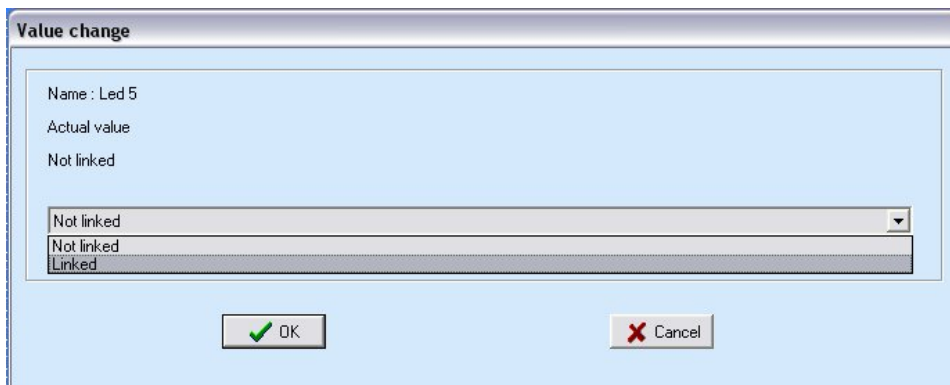 Value change
Name : Led 5
Actual value
Not linked
Not linked
Not linked
Linked
OK
Cancel